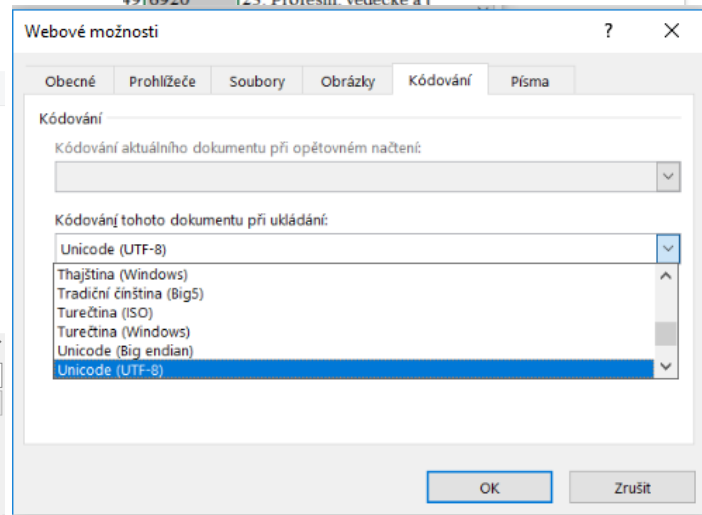 Webové možnosti ?
Obecné Prohlížeče Soubory Obrázky Kódování Písma
Kódování
Kódování aktuálního dokumentu při opětovném načtení:
Kódování tohoto dokumentu při ukládání:
Unicode (UTF-8)
Thajština (Windows)
Tradiční čínština (Big5)
Turečtina (ISO)
Turečtina (Windows)
Unicode (Big endian)
Unicode (UTF-8)
OK Zrušit